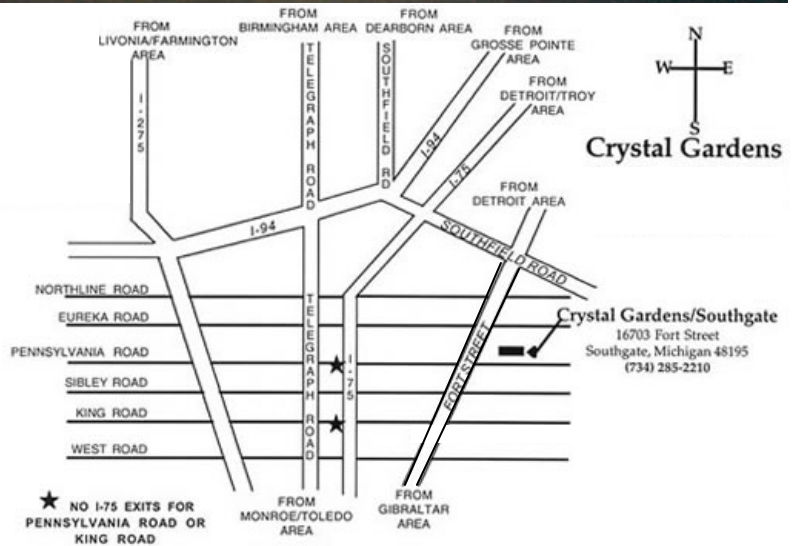 FROM
LIVONIA/FARMINGTON
AREA
FROM
BIRMINGHAM AREA
FROM
DEARBORN AREA
FROM
GROSSE POINTE
AREA
FROM
DETROIT/TROY
AREA
N
W E
S
Crystal Gardens
I-275
TELEGRAPH ROAD
SOUTHFIELD RD
I-94
I-75
FROM
DETROIT AREA
I-94
SOUTHFIELD ROAD
NORTHLINE ROAD
EUREKA ROAD
PENNSYLVANIA ROAD
SIBLEY ROAD
KING ROAD
WEST ROAD
TELEGRAPH ROAD
I-75
FORT STREET
Crystal Gardens/Southgate
16703 Fort Street
Southgate, Michigan 48195
(734) 285-2210
NO I-75 EXITS FOR
PENNSYLVANIA ROAD OR
KING ROAD
FROM
MONROE/TOLEDO
AREA
FROM
GIBRALTAR
AREA